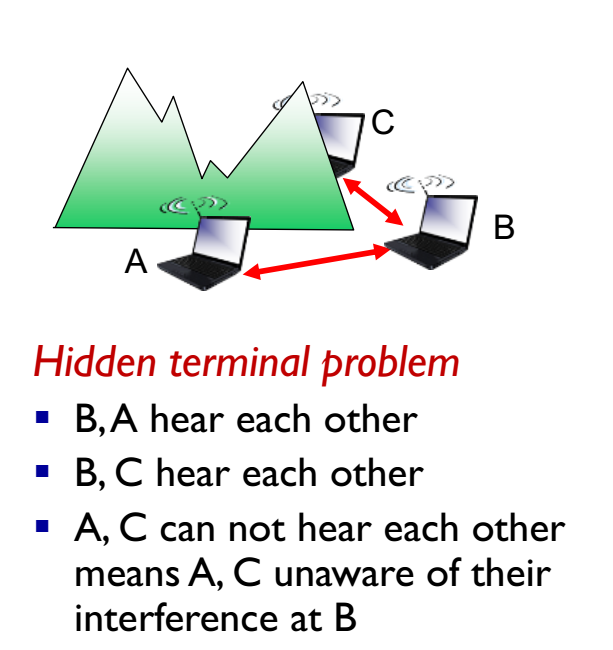 C
B
A
Hidden terminal problem
▪ B, A hear each other
▪ B, C hear each other
▪ A, C can not hear each other
means A, C unaware of their
interference at B